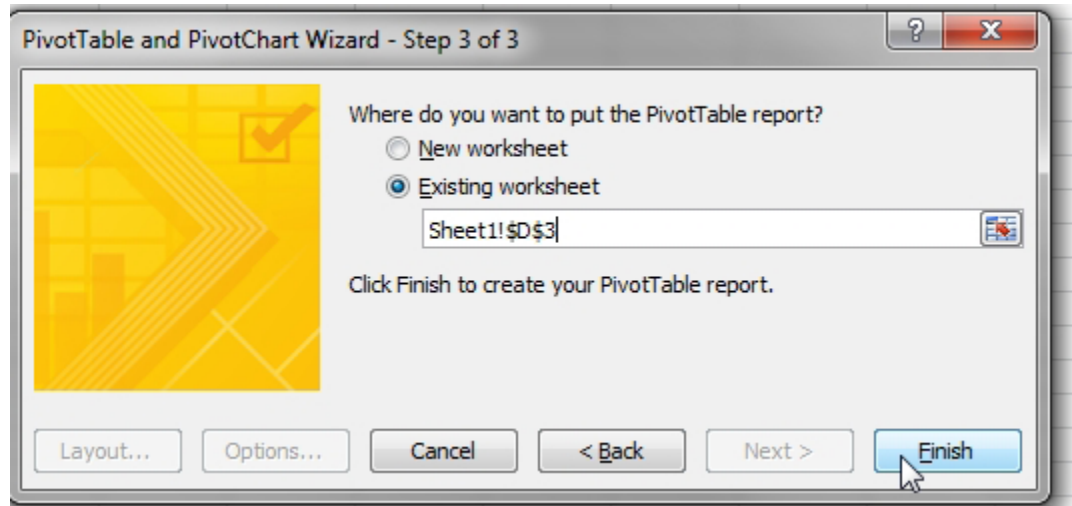 PivotTable and PivotChart Wizard - Step 3 of 3
?
Where do you want to put the PivotTable report?
New worksheet
Existing worksheet
Sheet1!$D$3
Click Finish to create your PivotTable report.
Layout... Options... Cancel < Back Next > Finish